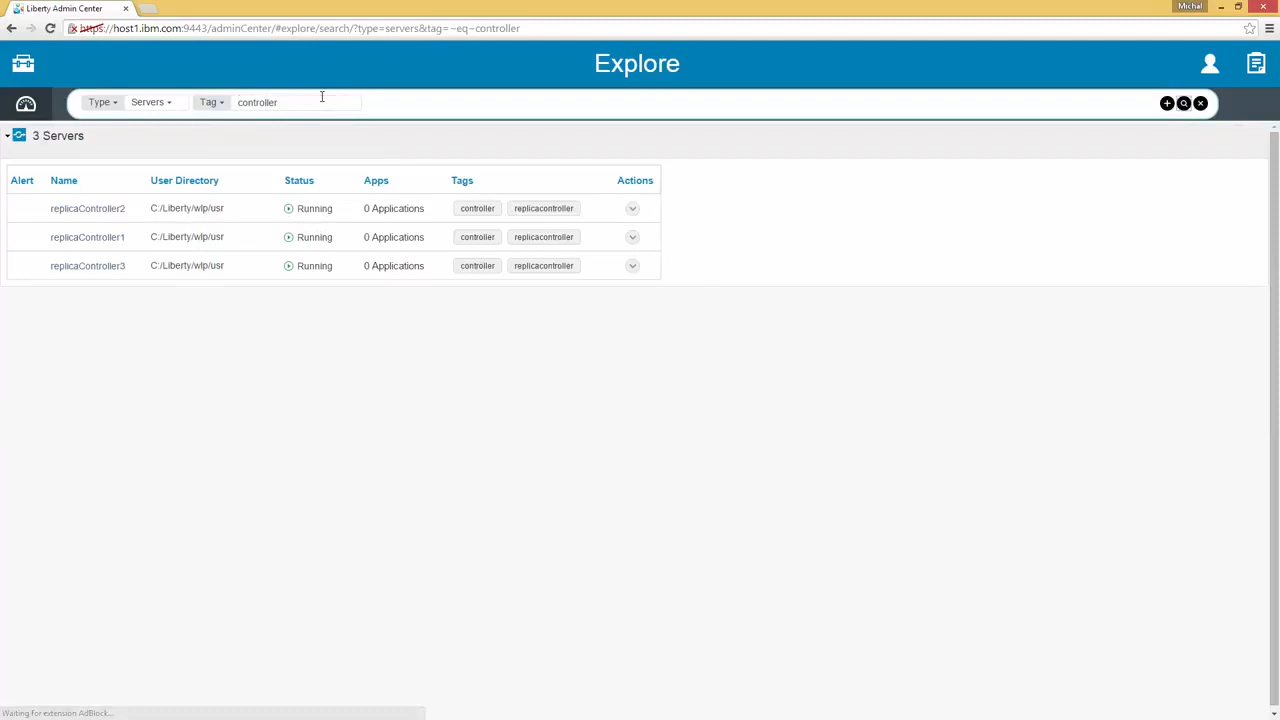 Liberty Admin Center
Michal
https://host1.ibm.com:9443/adminCenter/#explore/search/?type=servers&tag=~eq~controller
Explore
Type Servers Tag controller
3 Servers
Alert Name User Directory Status Apps Tags Actions
replicaController2 C:/Liberty/wlp/usr Running 0 Applications controller replicacontroller
replicaController1 C:/Liberty/wlp/usr Running 0 Applications controller replicacontroller
replicaController3 C:/Liberty/wlp/usr Running 0 Applications controller replicacontroller
Waiting for extension AdBlock...